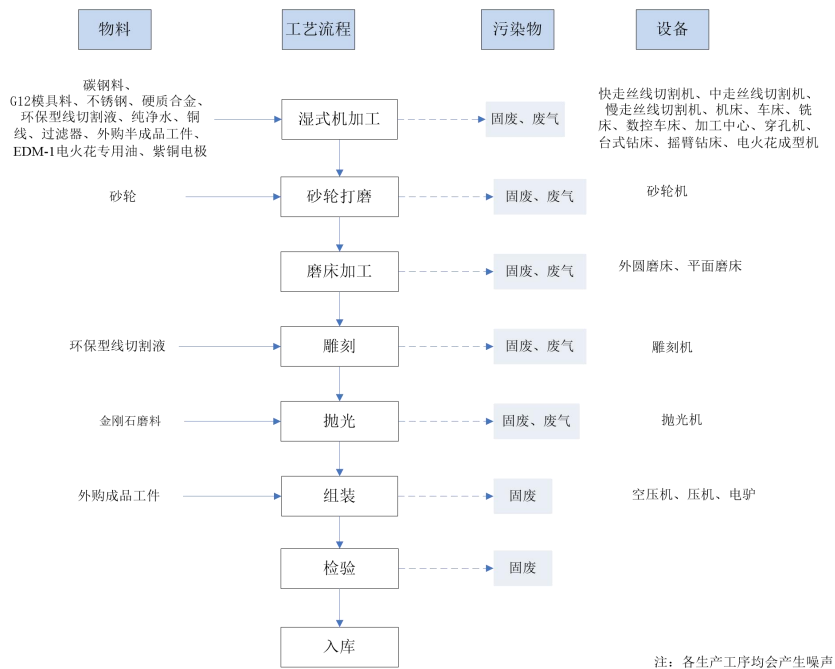 物料
工艺流程
污染物
设备
碳钢料、
G12模具料、不锈钢、硬质合金、
环保型线切割液、纯净水、铜
线、过滤器、外购半成品工件、
EDM-1电火花专用油、紫铜电极
湿式机加工
固废、废气
快走丝线切割机、中走丝线切割机、
慢走丝线切割机、机床、车床、铣
床、数控车床、加工中心、穿孔机、
台式钻床、摇臂钻床、电火花成型机
砂轮
砂轮打磨
固废、废气
砂轮机
磨床加工
固废、废气
外圆磨床、平面磨床
环保型线切割液
雕刻
固废、废气
雕刻机
金刚石磨料
抛光
固废、废气
抛光机
外购成品工件
组装
固废
空压机、压机、电驴
检验
固废
入库
注：各生产工序均会产生噪声